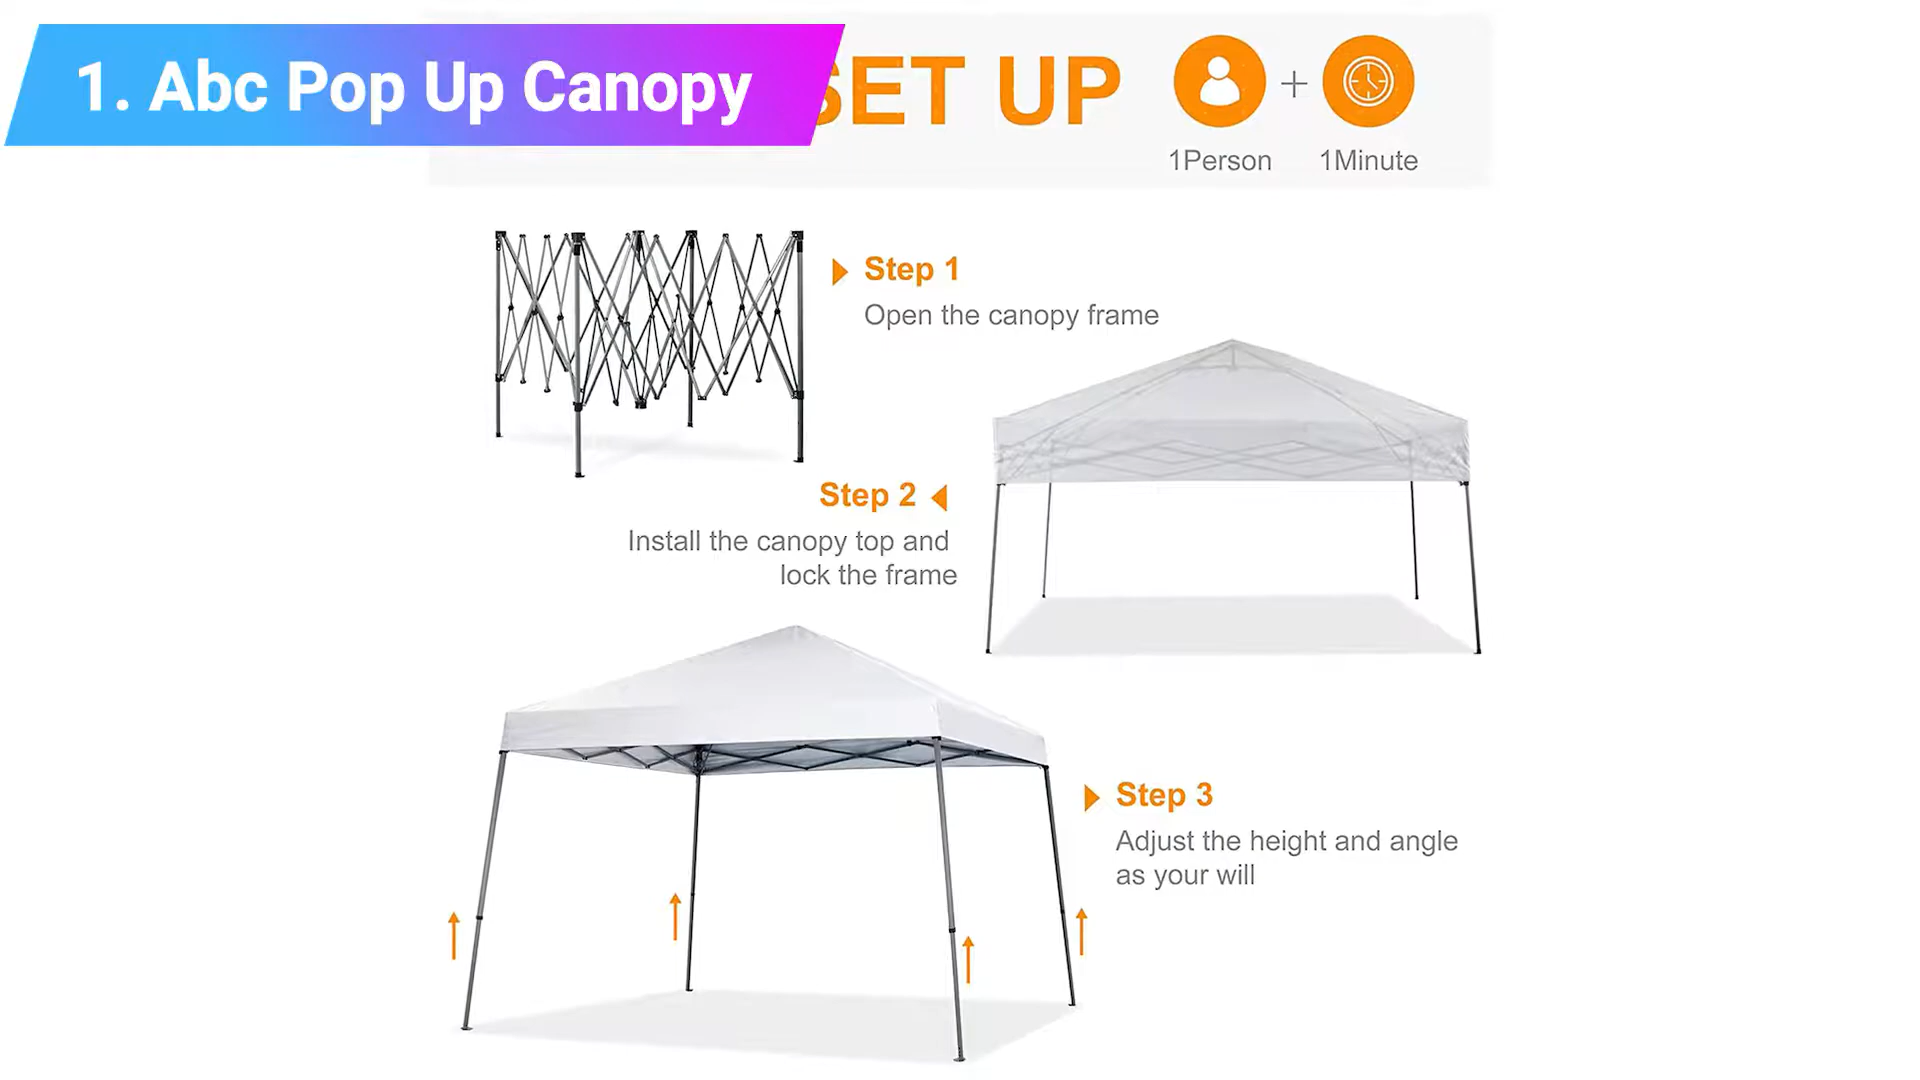 1. Abc Pop Up Canopy
SET UP
+
1Person
1Minute
Step 1
Open the canopy frame
Step 2
Install the canopy top and
lock the frame
Step 3
Adjust the height and angle
as your will